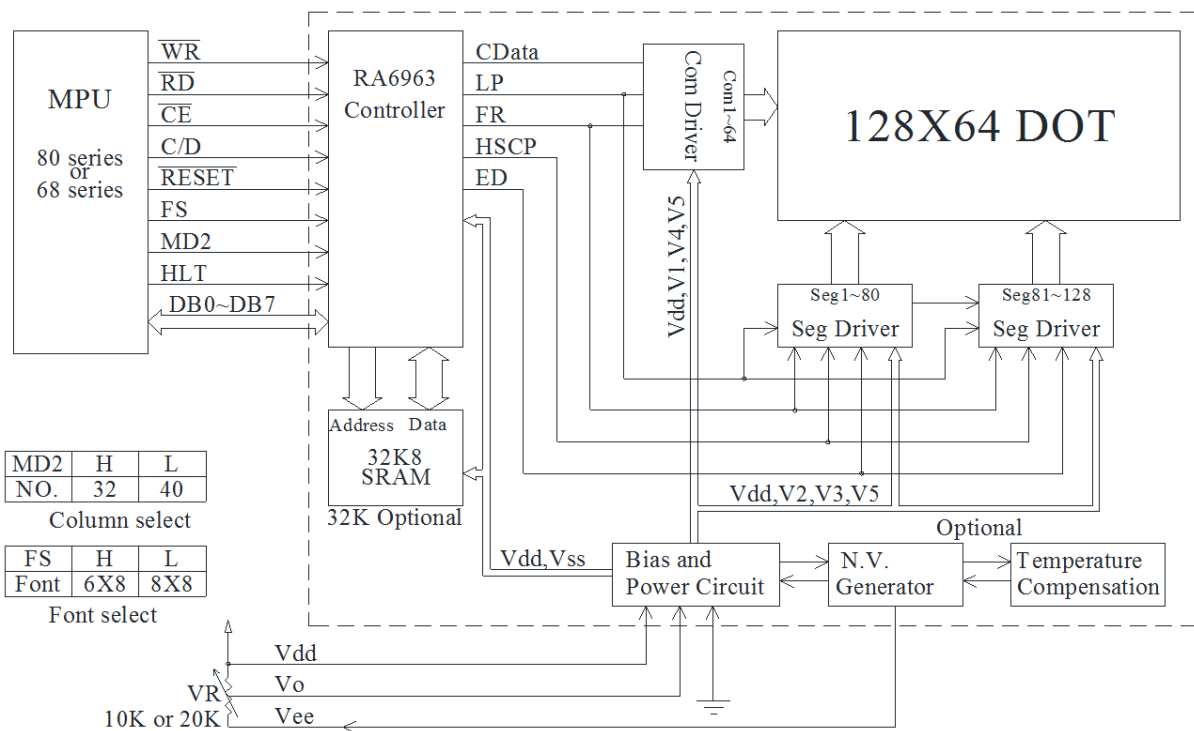 MPU
80 series
or
68 series
WR
RD
CE
C/D
RESET
FS
MD2
HLT
DB0~DB7
RA6963
Controller
CData
LP
FR
HSCP
ED
Com Driver
Com1~64
128X64 DOT
Vdd,V1,V4,V5
Seg1~80
Seg Driver
Seg81~128
Seg Driver
Address Data
32K8
SRAM
32K Optional
MD2 H L
NO. 32 40
Column select
FS H L
Font 6X8 8X8
Font select
Vdd,V2,V3,V5
Optional
Vdd,Vss
Bias and
Power Circuit
N.V.
Generator
Temperature
Compensation
Vdd
Vo
Vee
VR
10K or 20K